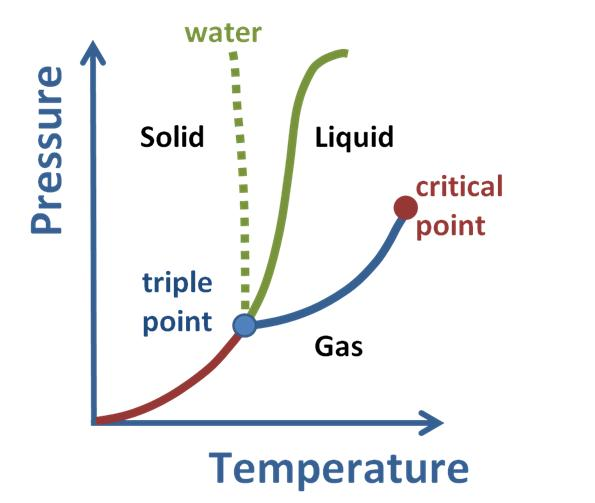 water
Pressure
Solid
Liquid
critical
point
triple
point
Gas
Temperature